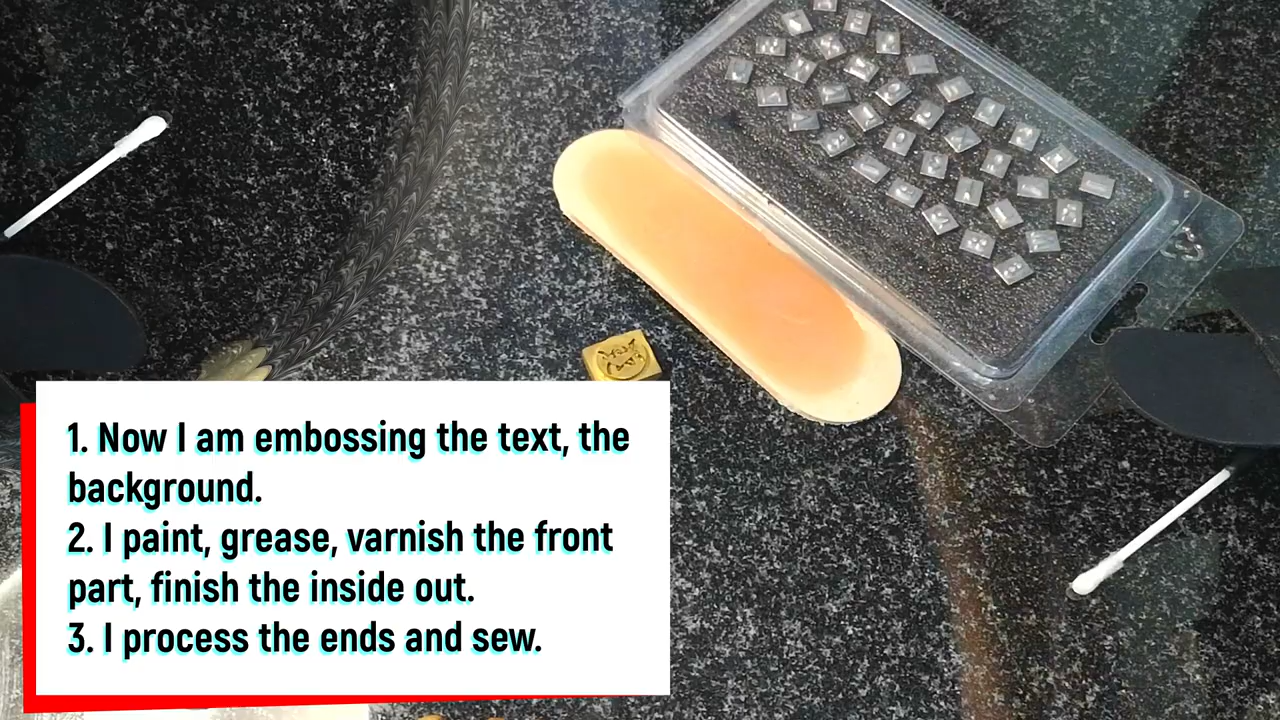 1. Now I am embossing the text, the
background.
2. I paint, grease, varnish the front
part, finish the inside out.
3. I process the ends and sew.